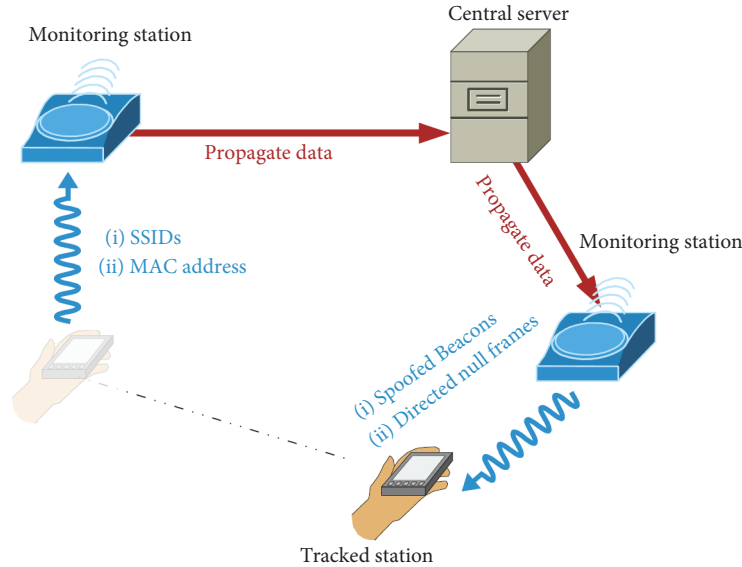 Central server
Monitoring station
Propagate data
Propagate data
Monitoring station
(i) SSIDs
(ii) MAC address
(i) Spoofed Beacons
(ii) Directed null frames
Tracked station